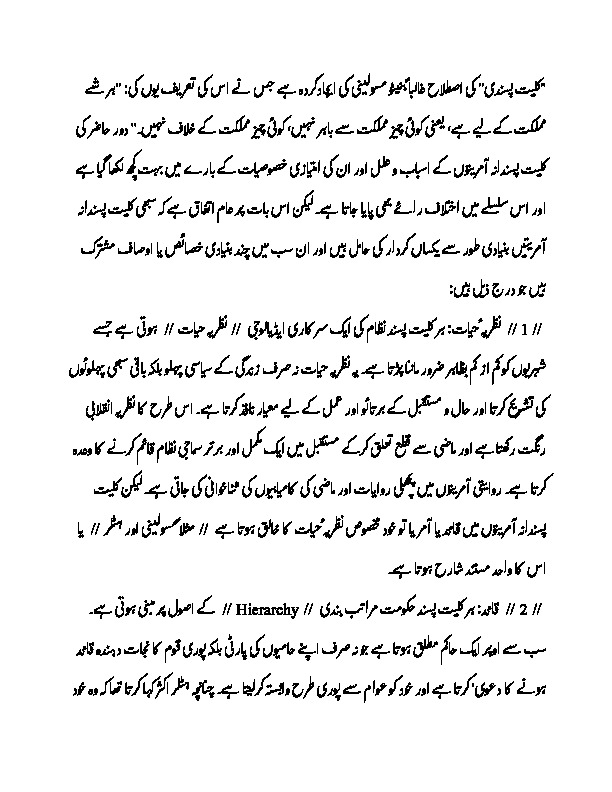 "کلیت پسندی" کی اصطلاح غالباً بینیٹو مسولینی کی ایجاد کردہ ہے جس نے اس کی تعریف یوں کی: "ہر شے
مملکت کے لیے ہے، یعنی کوئی چیز مملکت سے باہر نہیں، کوئی چیز مملکت کے خلاف نہیں۔" دور حاضر کی
کلیت پسندانہ آمریتوں کے اسباب و علل اور ان کی امتیازی خصوصیات کے بارے میں بہت کچھ لکھا گیا ہے
اور اس سلسلے میں اختلاف رائے بھی پایا جاتا ہے۔ لیکن اس بات پر عام اتفاق ہے کہ سبھی کلیت پسندانہ
آمریتیں بنیادی طور سے یکساں کردار کی حامل ہیں اور ان سب میں چند بنیادی خصائص یا اوصاف مشترک
ہیں جو درج ذیل ہیں:
// 1 // نظریہ حیات: ہر کلیت پسند نظام کی ایک سرکاری ایڈیالوجی // نظریہ حیات // ہوتی ہے جسے
شہریوں کو کم از کم بظاہر ضرور ماننا پڑتا ہے۔ یہ نظریہ حیات نہ صرف زندگی کے سیاسی پہلو بلکہ باقی سبھی پہلوئوں
کی تشریح کرتا اور حال و مستقبل کے برتائو اور عمل کے لیے معیار نافذ کرتا ہے۔ اس طرح کا نظریہ انقلابی
رنگت رکھتا ہے اور ماضی سے قطع تعلق کرکے مستقبل میں ایک مکمل اور برتر سماجی نظام قائم کرنے کا وعدہ
کرتا ہے۔ روایتی آمریتوں میں پچھلی روایات اور ماضی کی کامیابیوں کی ثناخوانی کی جاتی ہے۔ لیکن کلیت
پسندانہ آمریتوں میں قائد یا آمر یا تو خود مخصوص نظریہ حیات کا خالق ہوتا ہے // مثلاً مسولینی اور ہٹلر // یا
اس کا واحد مستند شارح ہوتا ہے۔
// 2 // قائد: ہر کلیت پسند حکومت مراتب بندی // Hierarchy // کے اصول پر مبنی ہوتی ہے۔
سب سے اوپر ایک حاکم مطلق ہوتا ہے جو نہ صرف اپنے حامیوں کی پارٹی بلکہ پوری قوم کا نجات دہندہ قائد
ہونے کا دعویٰ کرتا ہے اور خود کو عوام سے پوری طرح وابستہ کرلیتا ہے۔ چنانچہ ہٹلر اکثر کہا کرتا تھا کہ وہ خود